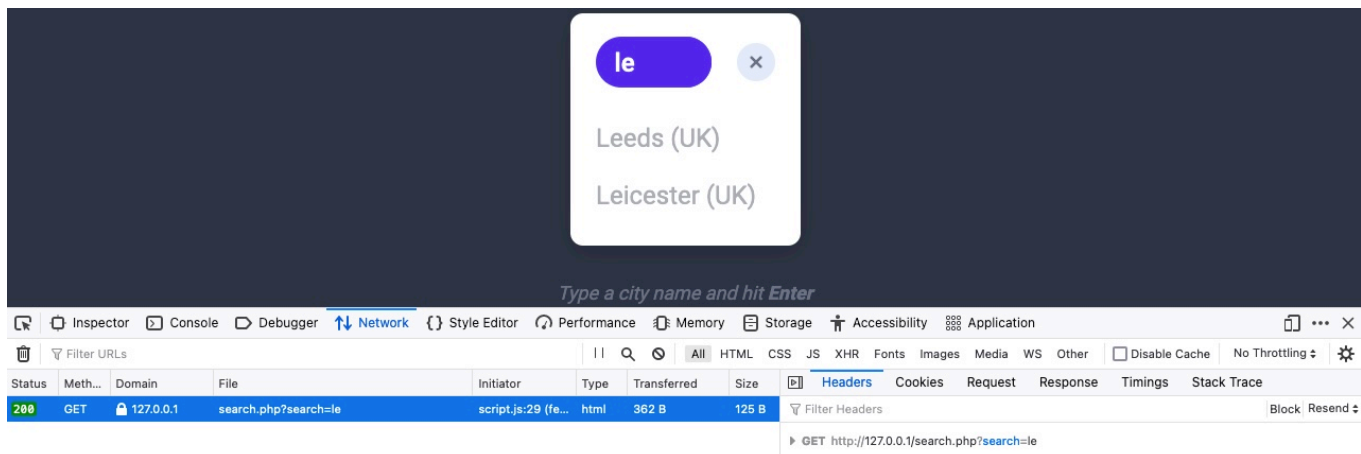 le ×
Leeds (UK)
Leicester (UK)
Type a city name and hit Enter
Inspector Console Debugger Network {} Style Editor Performance Memory Storage Accessibility Application
Filter URLs All HTML CSS JS XHR Fonts Images Media WS Other Disable Cache No Throttling
Status Meth... Domain File Initiator Type Transferred Size Headers Cookies Request Response Timings Stack Trace
200 GET 127.0.0.1 search.php?search=le script.js:29 (fe... html 362 B 125 B Filter Headers Block Resend
GET http://127.0.0.1/search.php?search=le